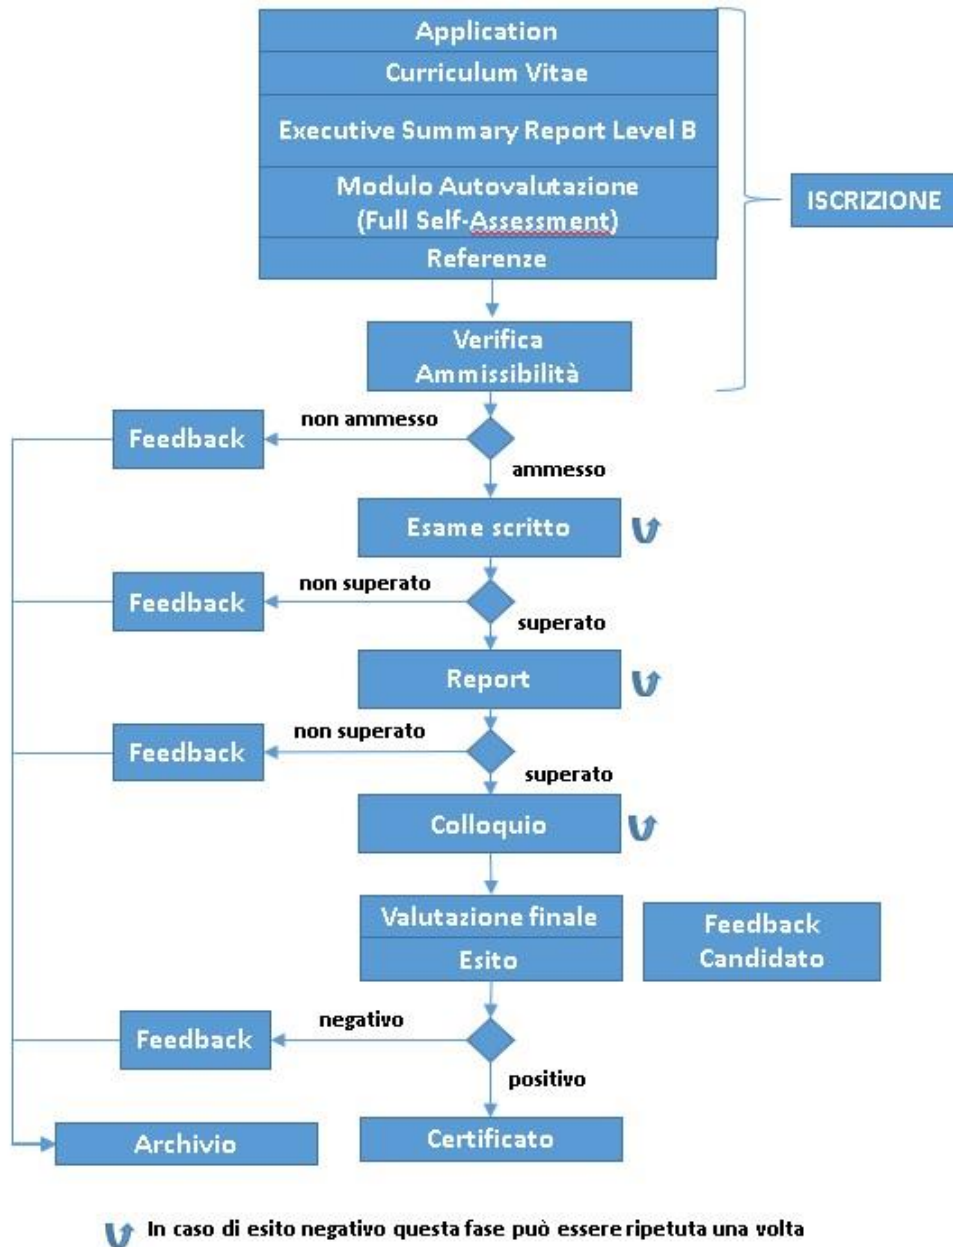 Application
Curriculum Vitae
Executive Summary Report Level B
Modulo Autovalutazione
(Full Self-Assessment)
Referenze
ISCRIZIONE
Verifica
Ammissibilità
non ammesso
Feedback
ammesso
Esame scritto
non superato
Feedback
superato
Report
non superato
Feedback
superato
Colloquio
Valutazione finale
Esito
Feedback
Candidato
negativo
Feedback
positivo
Archivio
Certificato
In caso di esito negativo questa fase può essere ripetuta una volta